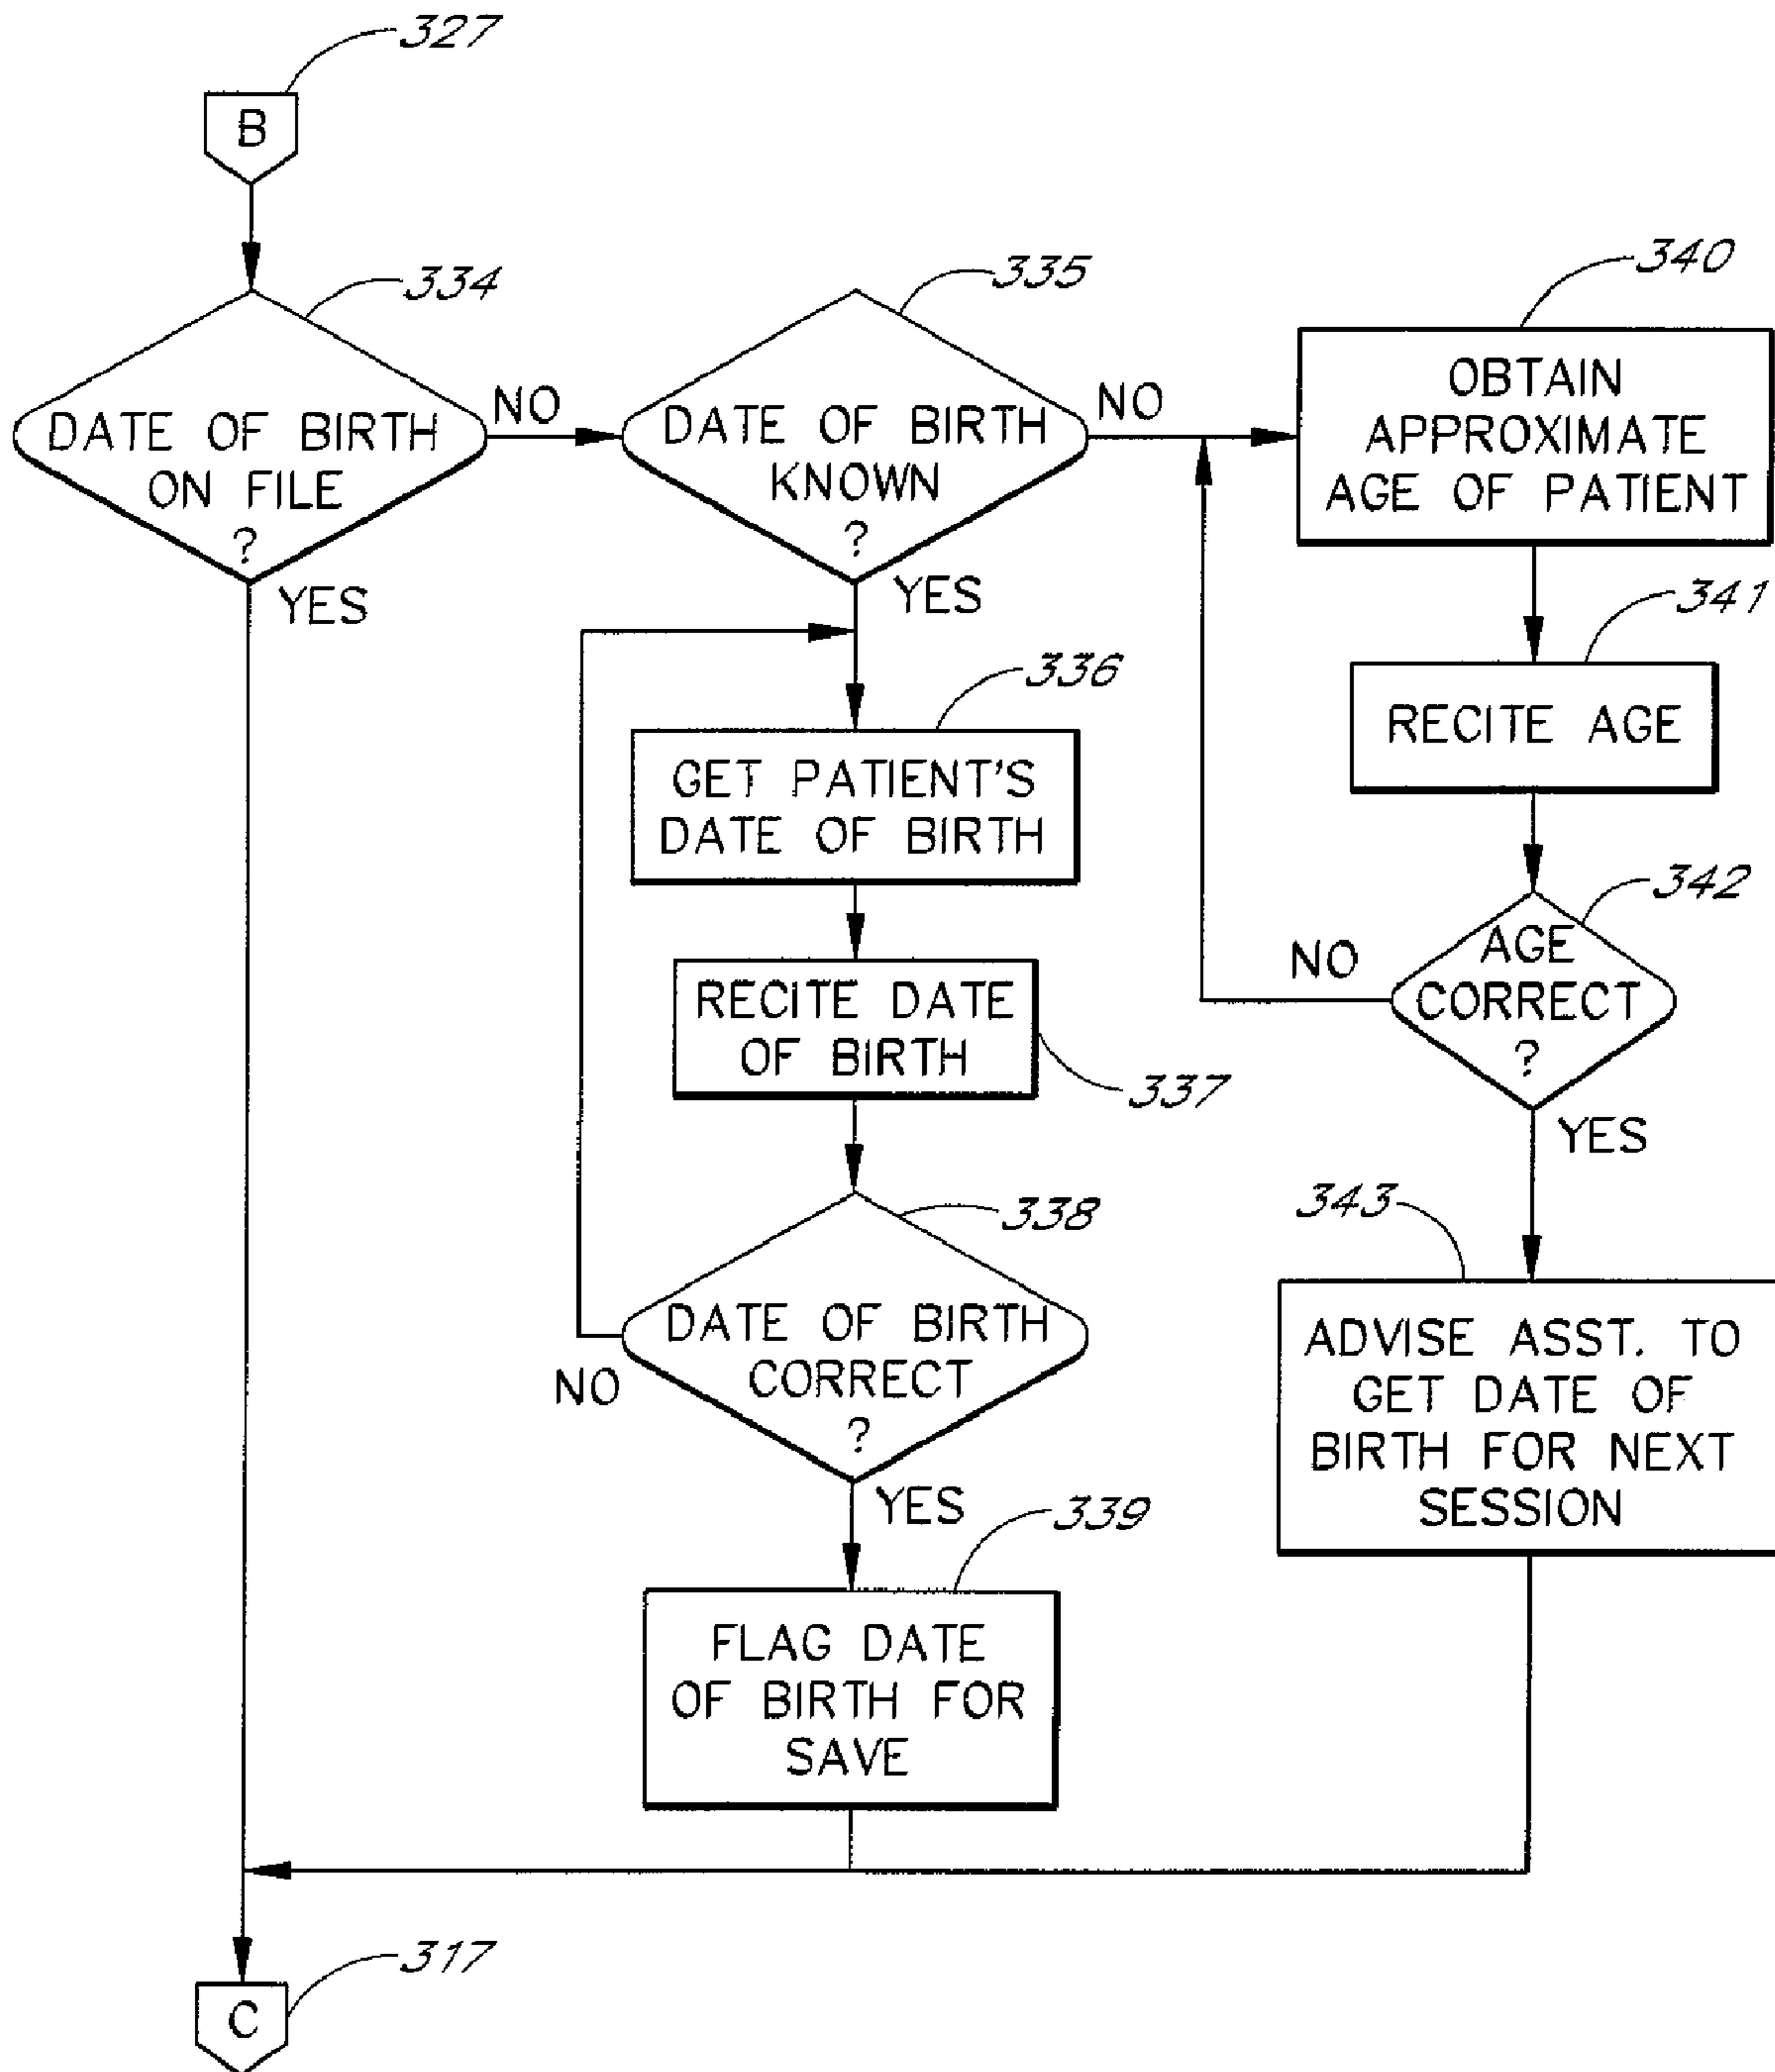 327
B
334
DATE OF BIRTH
ON FILE
?
NO
YES
335
DATE OF BIRTH
KNOWN
?
NO
YES
340
OBTAIN
APPROXIMATE
AGE OF PATIENT
341
RECITE AGE
336
GET PATIENT'S
DATE OF BIRTH
342
AGE
CORRECT
?
NO
YES
RECITE DATE
OF BIRTH
337
338
DATE OF BIRTH
CORRECT
?
NO
YES
343
ADVISE ASST. TO
GET DATE OF
BIRTH FOR NEXT
SESSION
339
FLAG DATE
OF BIRTH FOR
SAVE
317
C